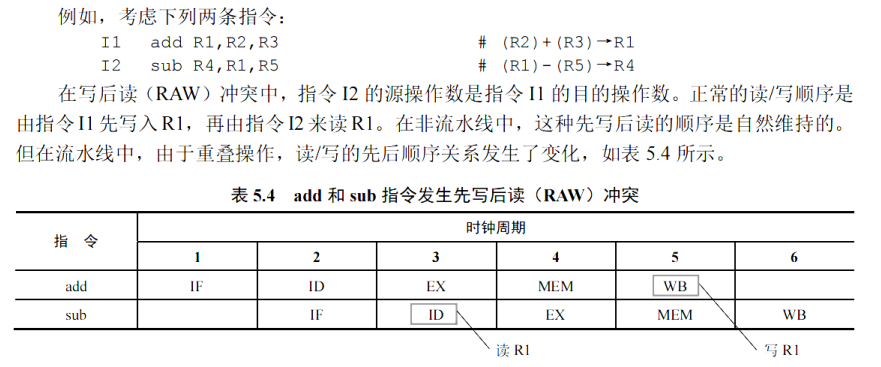 例如，考虑下列两条指令：
I1 add R1,R2,R3 # (R2)+(R3)→R1
I2 sub R4,R1,R5 # (R1)-(R5)→R4
在写后读（RAW）冲突中，指令 I2 的源操作数是指令 I1 的目的操作数。正常的读/写顺序是
由指令 I1 先写入 R1，再由指令 I2 来读 R1。在非流水线中，这种先写后读的顺序是自然维持的。
但在流水线中，由于重叠操作，读/写的先后顺序关系发生了变化，如表 5.4 所示。
表 5.4 add 和 sub 指令发生先写后读（RAW）冲突
指 令 时钟周期
1 2 3 4 5 6
add IF ID EX MEM WB
sub IF ID EX MEM WB
读 R1 写 R1